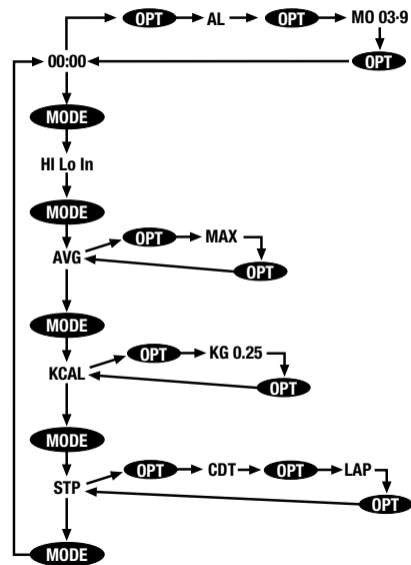 OPT AL OPT MO 03-9
00:00 OPT
MODE
HI Lo In
MODE
OPT MAX
AVG OPT
MODE
OPT KG 0.25
KCAL OPT
MODE
OPT CDT OPT LAP
STP OPT
MODE